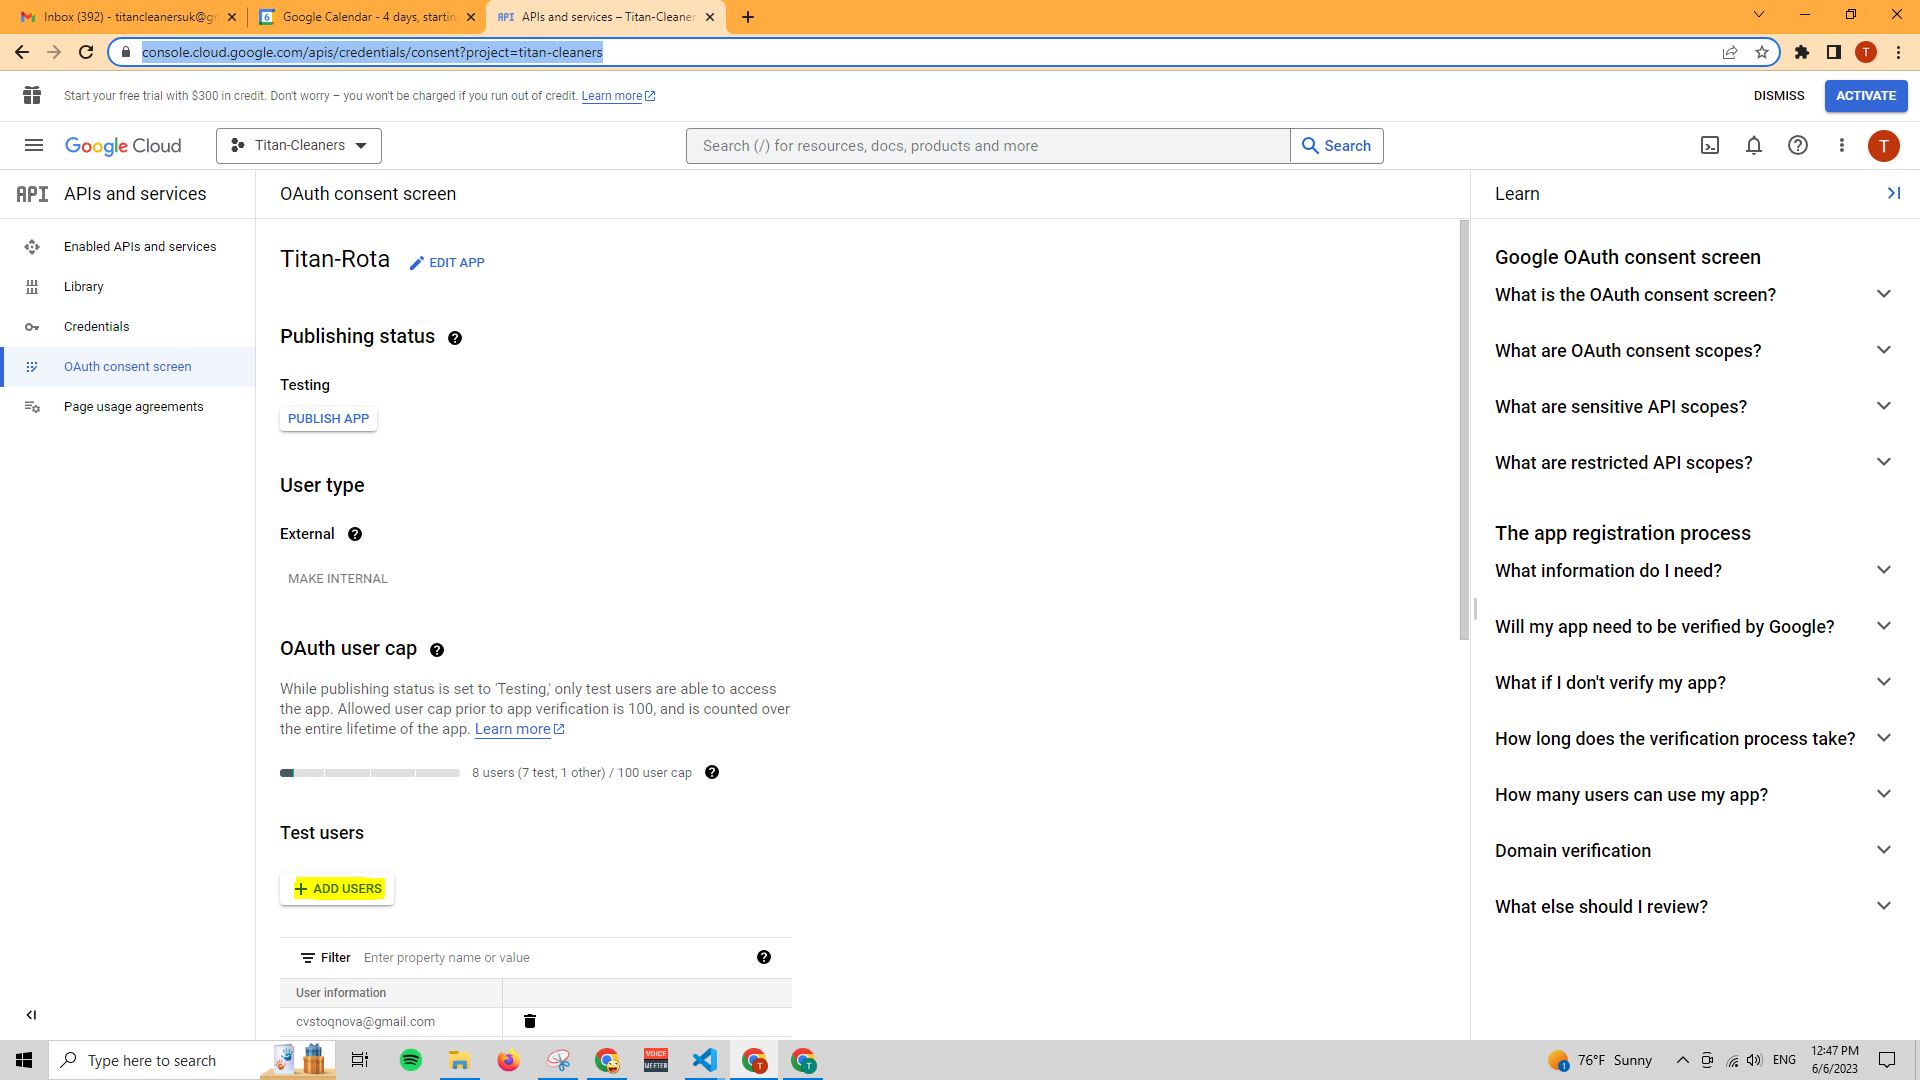 Inbox (392) - titancleanersuk@gm
Google Calendar - 4 days, startin
API APIs and services – Titan-Cleaner
console.cloud.google.com/apis/credentials/consent?project=titan-cleaners
T
Start your free trial with $300 in credit. Don't worry – you won't be charged if you run out of credit. Learn more
DISMISS
ACTIVATE
Google Cloud
Titan-Cleaners
Search (/) for resources, docs, products and more
Search
T
API APIs and services
Enabled APIs and services
Library
Credentials
OAuth consent screen
Page usage agreements
OAuth consent screen
Titan-Rota
EDIT APP
Publishing status
Testing
PUBLISH APP
User type
External
MAKE INTERNAL
OAuth user cap
While publishing status is set to 'Testing,' only test users are able to access
the app. Allowed user cap prior to app verification is 100, and is counted over
the entire lifetime of the app. Learn more
8 users (7 test, 1 other) / 100 user cap
Test users
+ ADD USERS
Filter Enter property name or value
User information
cvstoqnova@gmail.com
Learn
Google OAuth consent screen
What is the OAuth consent screen?
What are OAuth consent scopes?
What are sensitive API scopes?
What are restricted API scopes?
The app registration process
What information do I need?
Will my app need to be verified by Google?
What if I don't verify my app?
How long does the verification process take?
How many users can use my app?
Domain verification
What else should I review?
Type here to search
VOICE
MEETER
T
T
1
76°F Sunny
ENG
12:47 PM
6/6/2023